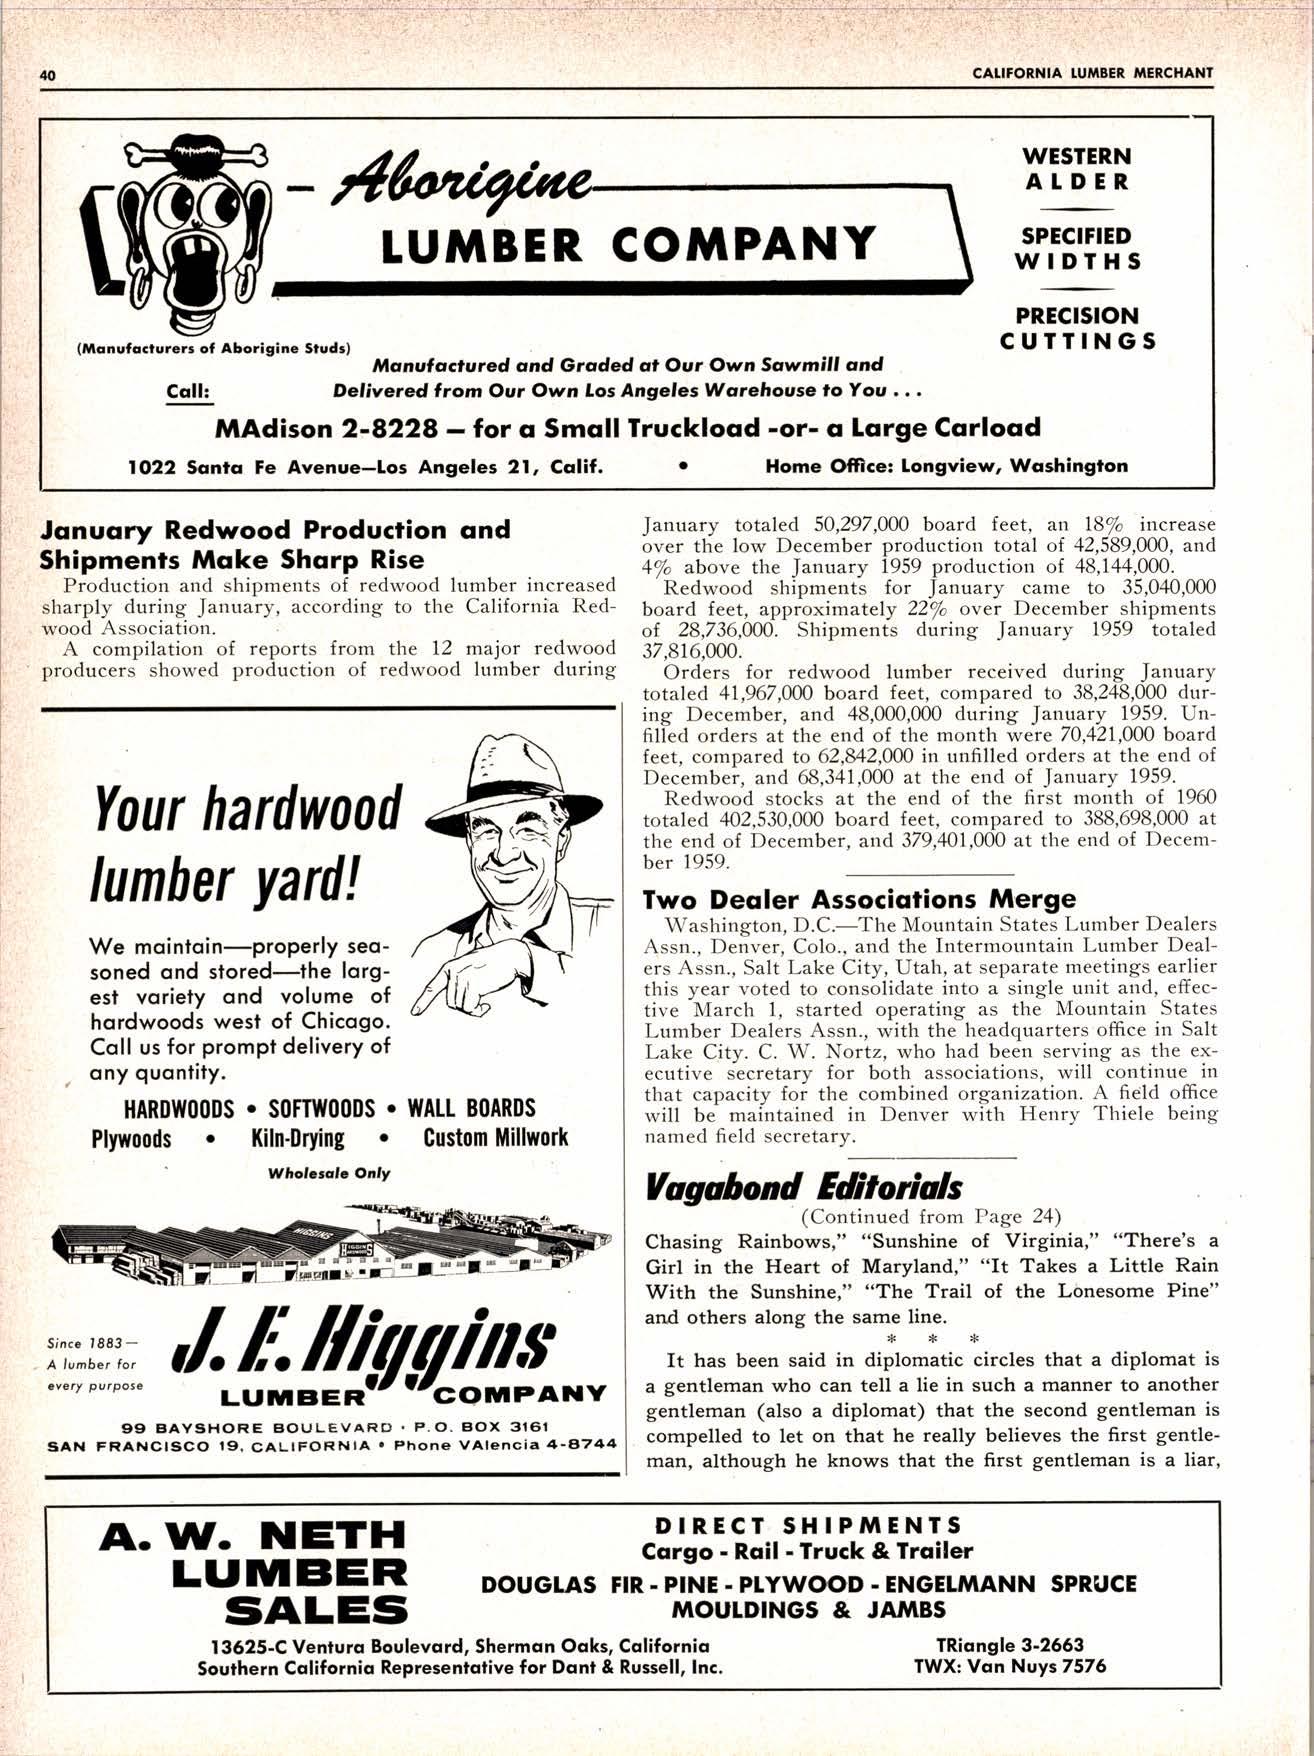 40
CALIFORNIA LUMBER MERCHANT
Aborigine
LUMBER COMPANY
(Manufacturers of Aborigine Studs)
WESTERN
ALDER
SPECIFIED
WIDTHS
PRECISION
CUTTINGS
Manufactured and Graded at Our Own Sawmill and
Call:
Delivered from Our Own Los Angeles Warehouse to You . . .
MAdison 2-8228 — for a Small Truckload -or- a Large Carload
1022 Santa Fe Avenue—Los Angeles 21, Calif. • Home Office: Longview, Washington
January Redwood Production and
Shipments Make Sharp Rise
Production and shipments of redwood lumber increased
sharply during January, according to the California Red-
wood Association.
A compilation of reports from the 12 major redwood
producers showed production of redwood lumber during
January totaled 50,297,000 board feet, an 18% increase
over the low December production total of 42,589,000, and
4% above the January 1959 production of 48,144,000.
Redwood shipments for January came to 35,040,000
board feet, approximately 22% over December shipments
of 28,736,000. Shipments during January 1959 totaled
37,816,000.
Orders for redwood lumber received during January
totaled 41,967,000 board feet, compared to 38,248,000 dur-
ing December, and 48,000,000 during January 1959. Un-
filled orders at the end of the month were 70,421,000 board
feet, compared to 62,842,000 in unfilled orders at the end of
December, and 68,341,000 at the end of January 1959.
Redwood stocks at the end of the first month of 1960
totaled 402,530,000 board feet, compared to 388,698,000 at
the end of December, and 379,401,000 at the end of Decem-
ber 1959.
Two Dealer Associations Merge
Washington, D.C.—The Mountain States Lumber Dealers
Assn., Denver, Colo., and the Intermountain Lumber Deal-
ers Assn., Salt Lake City, Utah, at separate meetings earlier
this year voted to consolidate into a single unit and, effec-
tive March 1, started operating as the Mountain States
Lumber Dealers Assn., with the headquarters office in Salt
Lake City. C. W. Nortz, who had been serving as the ex-
ecutive secretary for both associations, will continue in
that capacity for the combined organization. A field office
will be maintained in Denver with Henry Thiele being
named field secretary.
Vagabond Editorials
(Continued from Page 24)
Chasing Rainbows," "Sunshine of Virginia," "There's a
Girl in the Heart of Maryland," "It Takes a Little Rain
With the Sunshine," "The Trail of the Lonesome Pine"
and others along the same line.
* * *
It has been said in diplomatic circles that a diplomat is
a gentleman who can tell a lie in such a manner to another
gentleman (also a diplomat) that the second gentleman is
compelled to let on that he really believes the first gentle-
man, although he knows that the first gentleman is a liar,
Your hardwood
lumber yard!
We maintain—properly sea-
soned and stored—the larg-
est variety and volume of
hardwoods west of Chicago.
Call us for prompt delivery of
any quantity.
HARDWOODS • SOFTWOODS • WALL BOARDS
Plywoods • Kiln-Drying • Custom Millwork
Wholesale Only
HIGGINS
HIGGINS
HARDWOODS
Since 1883—
A lumber for
every purpose
J. E. Higgins
LUMBER COMPANY
99 BAYSHORE BOULEVARD • P.O. BOX 3161
SAN FRANCISCO 19, CALIFORNIA • Phone VAlencia 4-8744
A. W. NETH
LUMBER
SALES
DIRECT SHIPMENTS
Cargo - Rail - Truck & Trailer
DOUGLAS FIR - PINE - PLYWOOD - ENGELMANN SPRUCE
MOULDINGS & JAMBS
13625-C Ventura Boulevard, Sherman Oaks, California
Southern California Representative for Dant & Russell, Inc.
TRiangle 3-2663
TWX: Van Nuys 7576